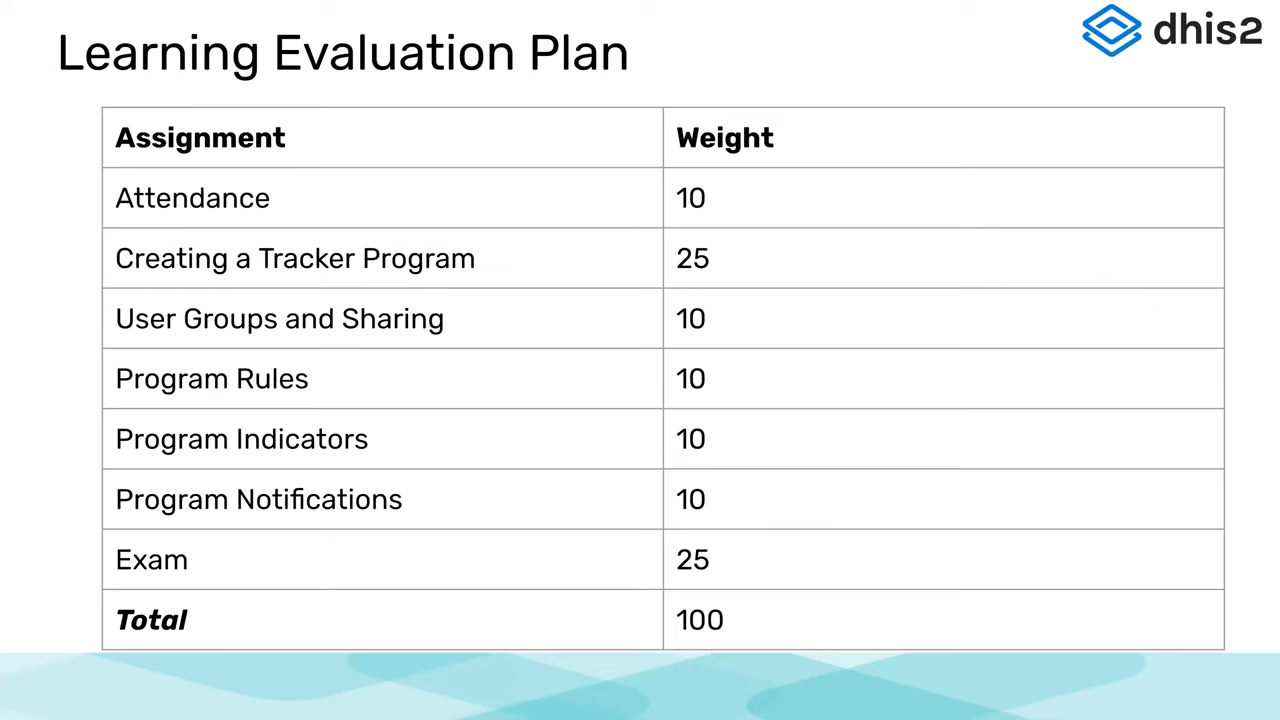 Learning Evaluation Plan
dhis2
Assignment Weight
Attendance 10
Creating a Tracker Program 25
User Groups and Sharing 10
Program Rules 10
Program Indicators 10
Program Notifications 10
Exam 25
Total 100